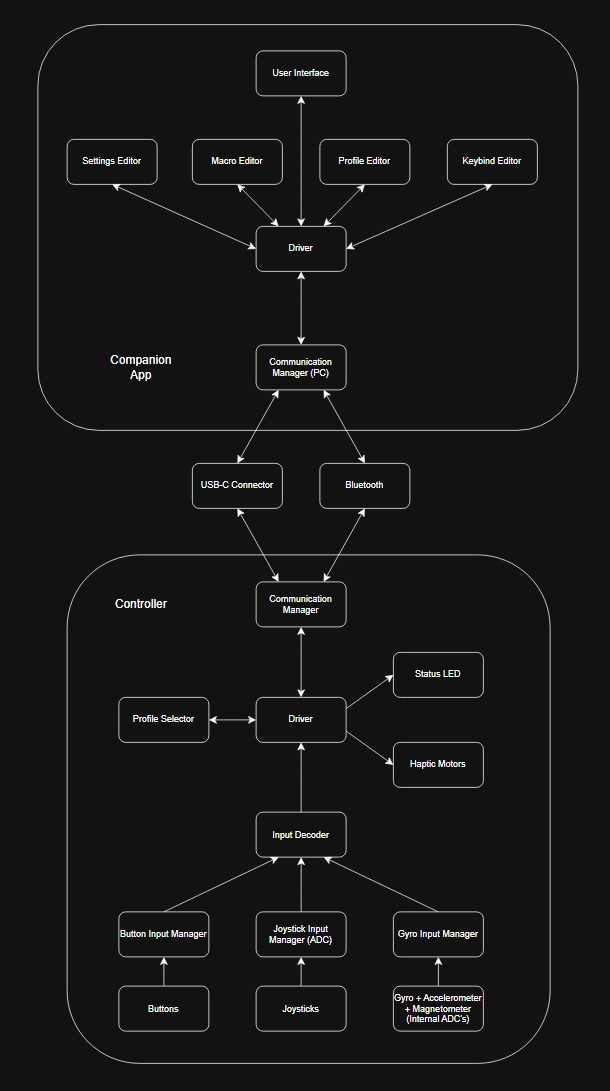 User Interface
Settings Editor
Macro Editor
Profile Editor
Keybind Editor
Driver
Companion
App
Communication
Manager (PC)
USB-C Connector
Bluetooth
Controller
Communication
Manager
Status LED
Profile Selector
Driver
Haptic Motors
Input Decoder
Button Input Manager
Joystick Input
Manager (ADC)
Gyro Input Manager
Buttons
Joysticks
Gyro + Accelerometer
+ Magnetometer
(Internal ADC's)